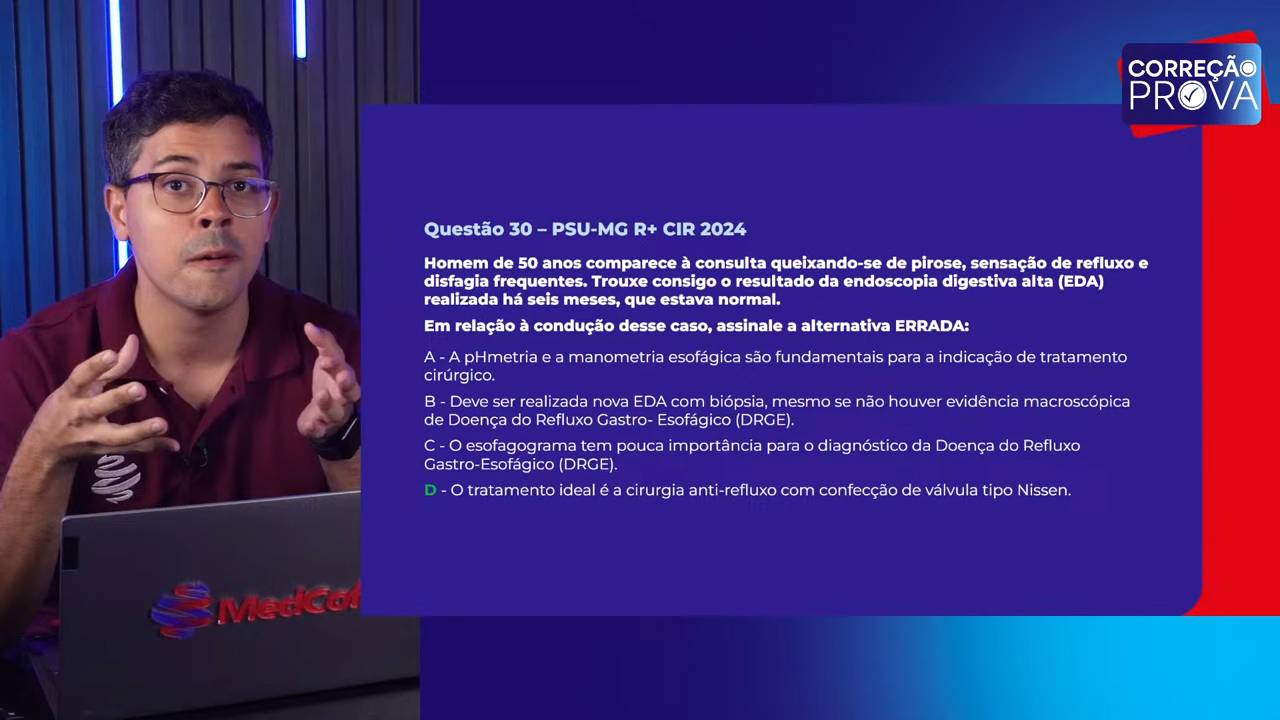 CORREÇÃO
PROVA
Questão 30 – PSU-MG R+ CIR 2024
Homem de 50 anos comparece à consulta queixando-se de pirose, sensação de refluxo e
disfagia frequentes. Trouxe consigo o resultado da endoscopia digestiva alta (EDA)
realizada há seis meses, que estava normal.
Em relação à condução desse caso, assinale a alternativa ERRADA:
A - A pHmetria e a manometria esofágica são fundamentais para a indicação de tratamento
cirúrgico.
B - Deve ser realizada nova EDA com biópsia, mesmo se não houver evidência macroscópica
de Doença do Refluxo Gastro- Esofágico (DRGE).
C - O esofagograma tem pouca importância para o diagnóstico da Doença do Refluxo
Gastro-Esofágico (DRGE).
D - O tratamento ideal é a cirurgia anti-refluxo com confecção de válvula tipo Nissen.
MedCof